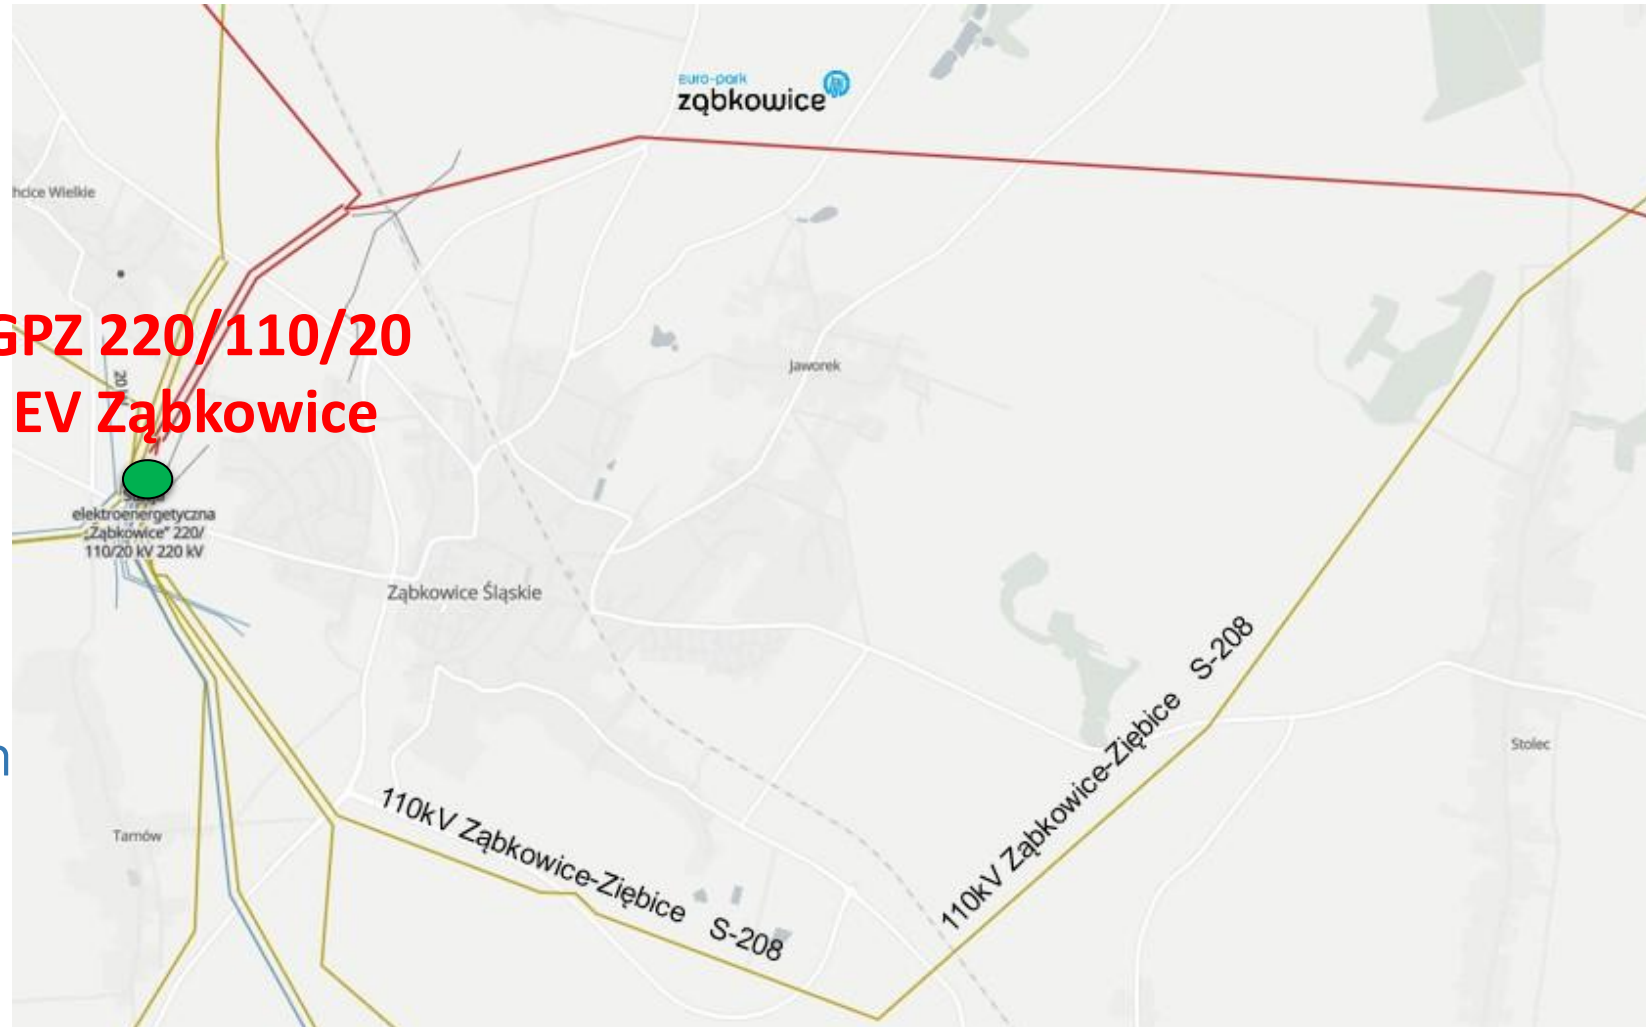 euro-park
ząbkowice
hcice Wielkie
GPZ 220/110/20
EV Ząbkowice
20
Jaworek
elektroenergetyczna
„Ząbkowice” 220/
110/20 kV 220 kV
Ząbkowice Śląskie
110kV Ząbkowice-Ziębice S-208
Stolec
n
Tarnów
110kV Ząbkowice-Ziębice S-208